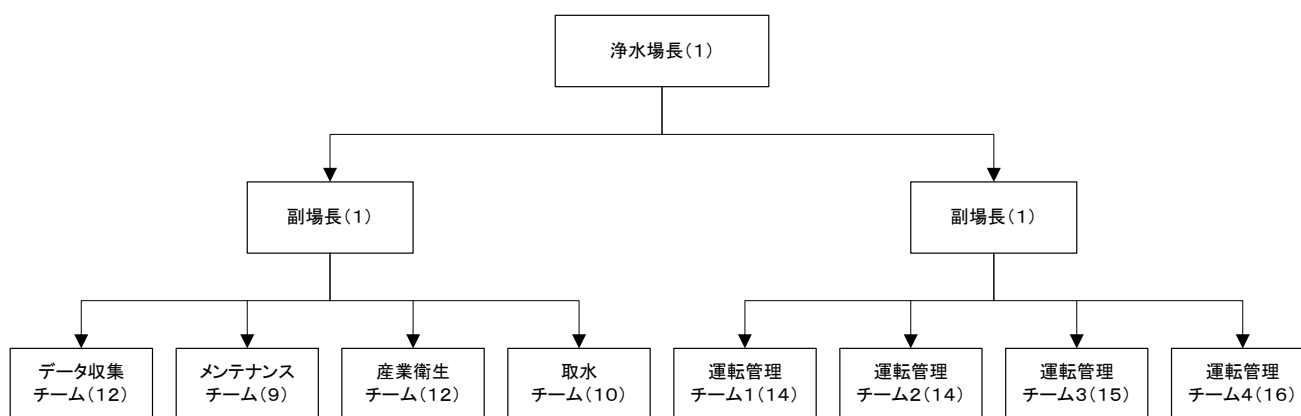 浄水場長(1)
副場長(1)
副場長(1)
データ収集
チーム(12)
メンテナンス
チーム(9)
産業衛生
チーム(12)
取水
チーム(10)
運転管理
チーム1(14)
運転管理
チーム2(14)
運転管理
チーム3(15)
運転管理
チーム4(16)